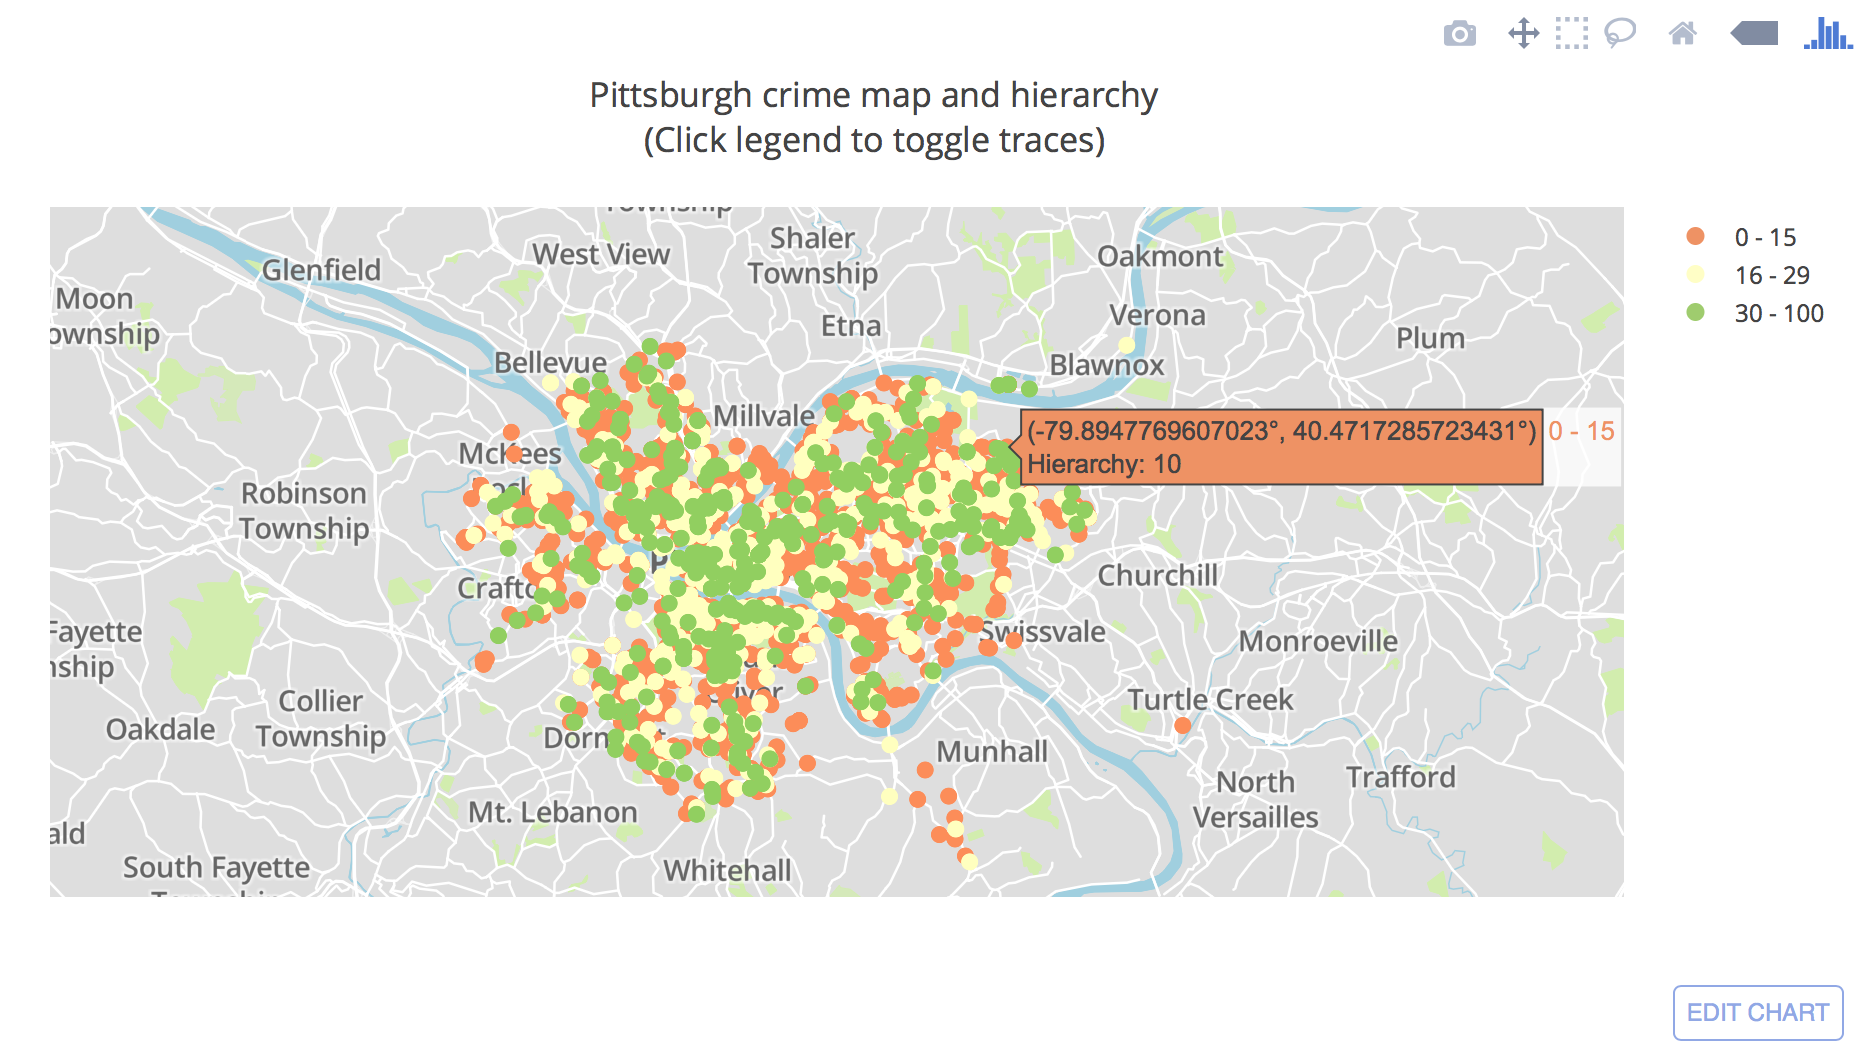 Pittsburgh crime map and hierarchy
(Click legend to toggle traces)
Township
Shaler
Township
West View
Oakmont
Glenfield
Moon
ownship
Verona
Etna
Plum
Bellevue
Blawnox
Millvale
(-79.8947769607023°, 40.4717285723431°) 0 - 15
Hierarchy: 10
McKees
Robinson
Township
Churchill
Fayette
nship
Swissvale
Monroeville
Collier
Township
Oakdale
Turtle Creek
Munhall
North
Versailles
Trafford
Mt. Lebanon
ald
South Fayette
Township
Whitehall
0 - 15
16 - 29
30 - 100
EDIT CHART